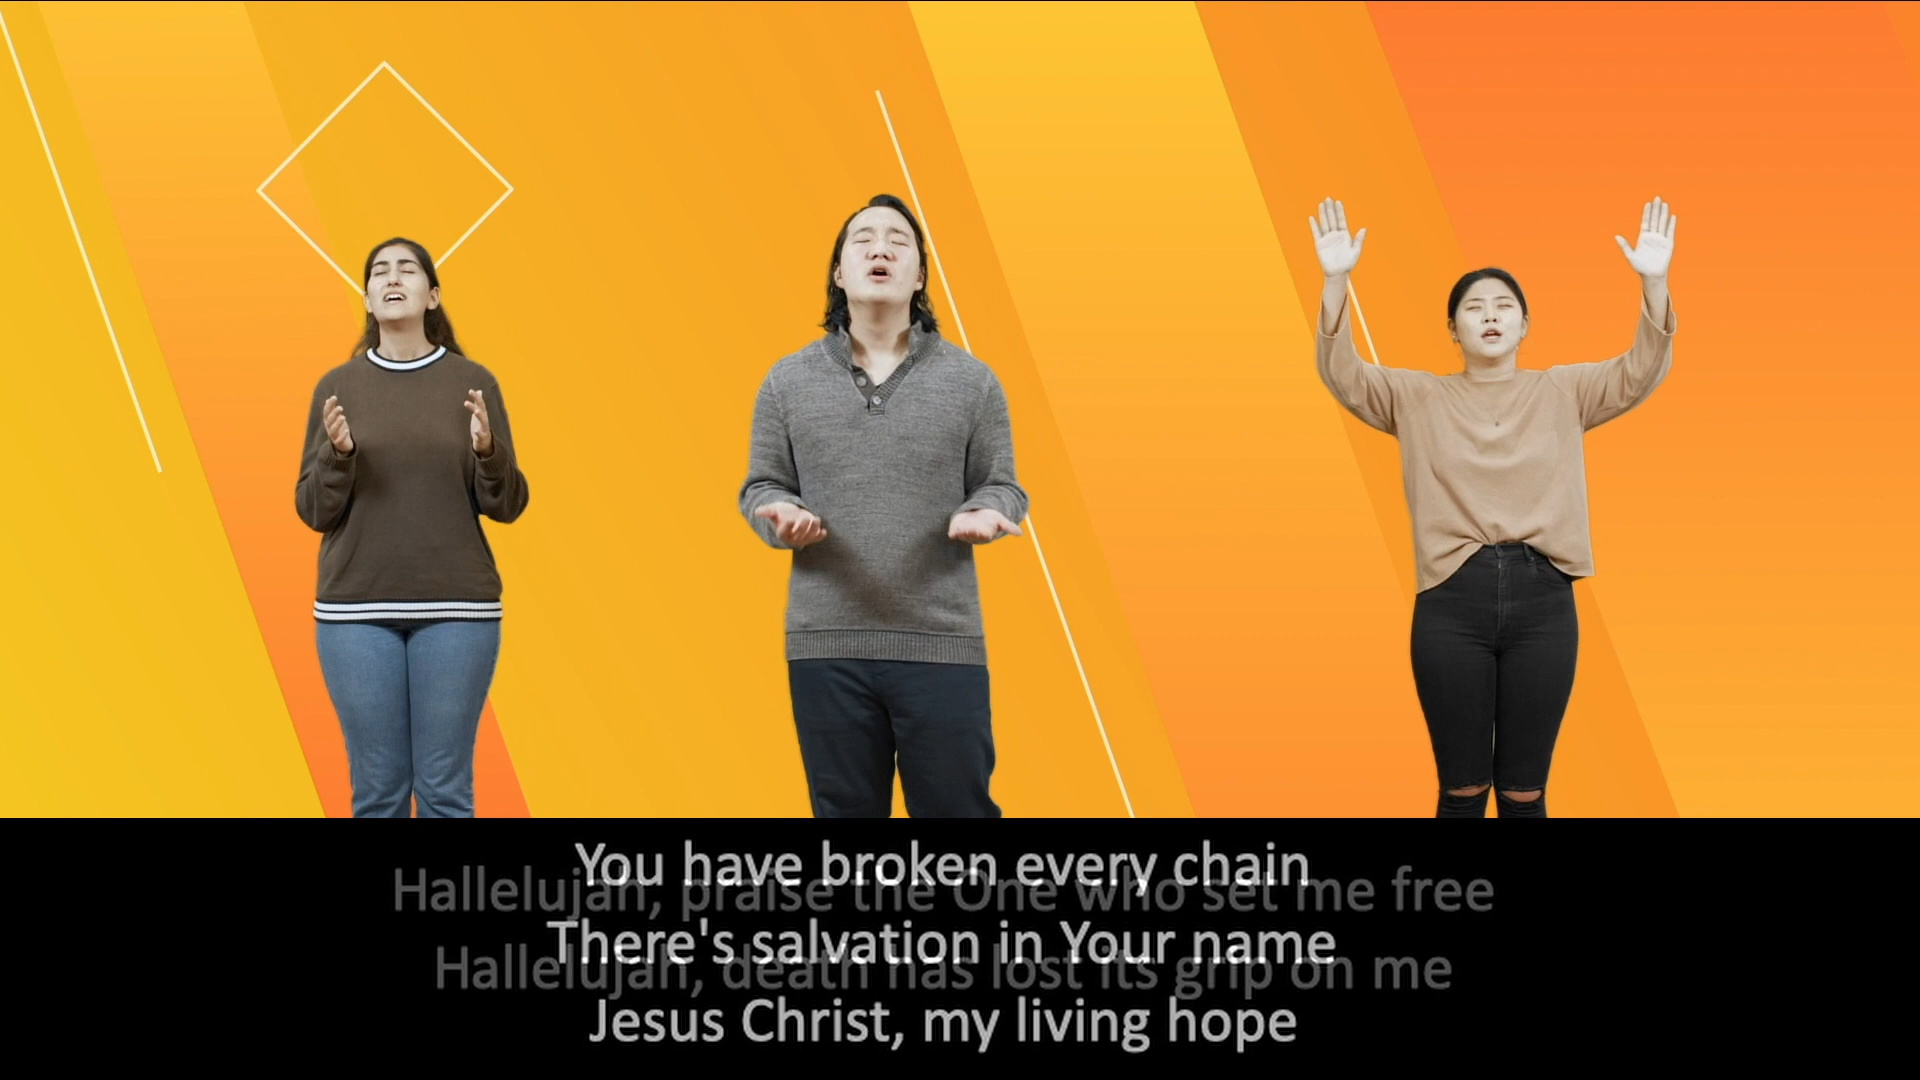 You have broken every chain
Hallelujah, praise the One who set me free
There's salvation in Your name
Hallelujah, death has lost its grip on me
Jesus Christ, my living hope